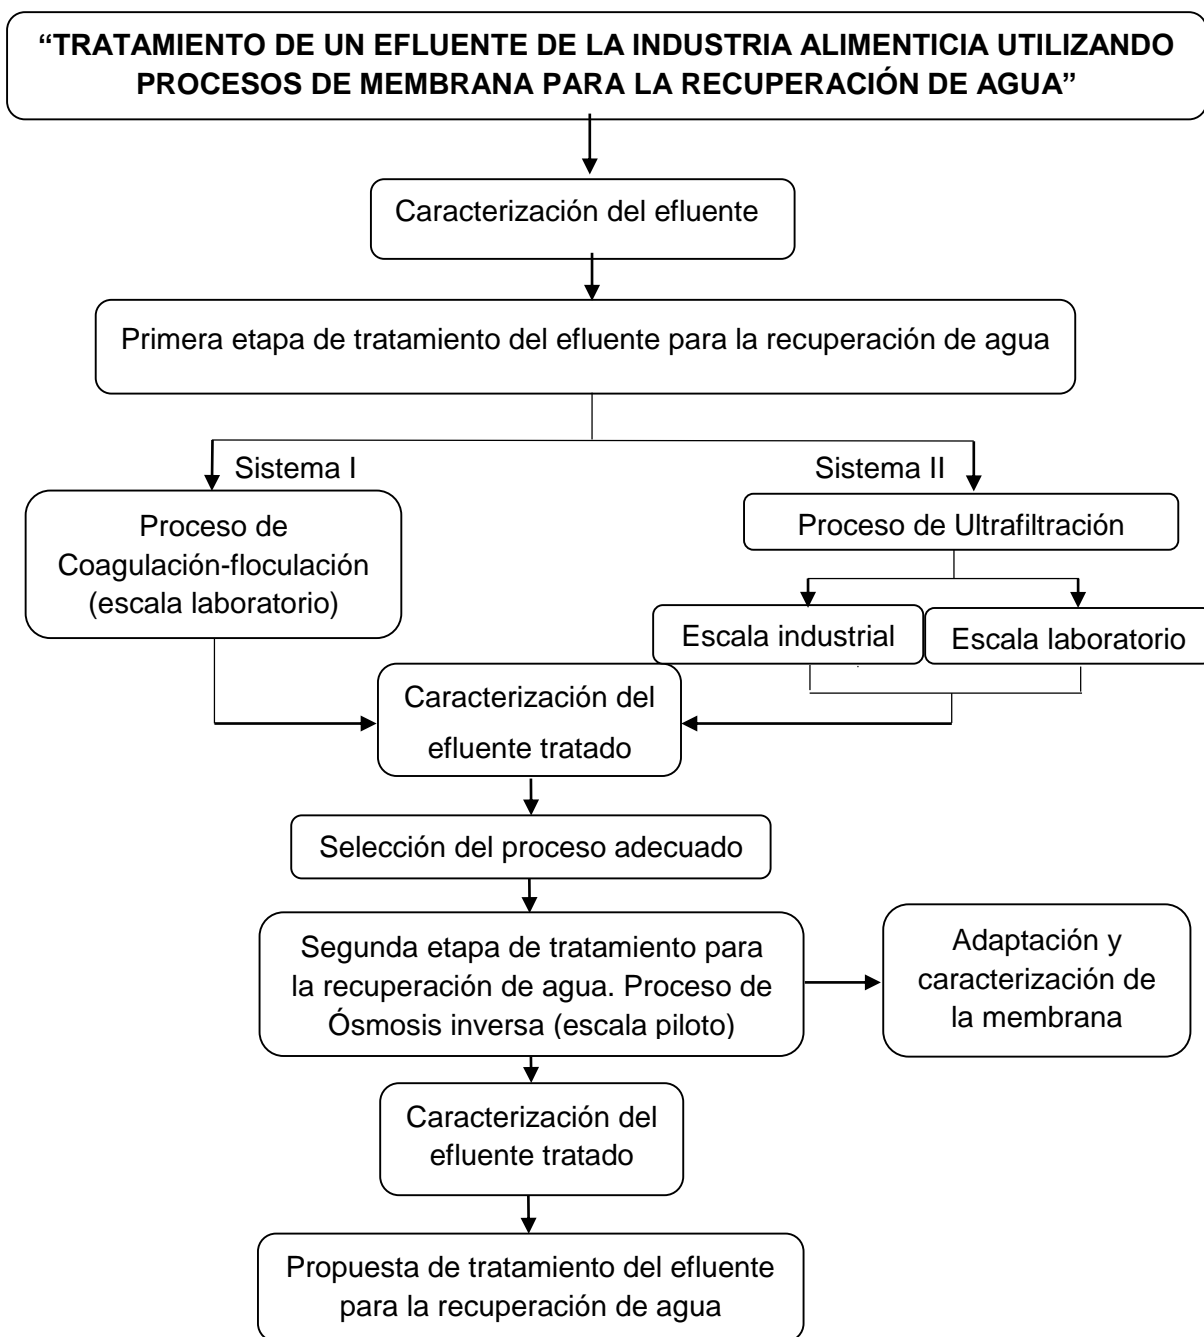 “TRATAMIENTO DE UN EFLUENTE DE LA INDUSTRIA ALIMENTICIA UTILIZANDO
PROCESOS DE MEMBRANA PARA LA RECUPERACIÓN DE AGUA”
Caracterización del efluente
Primera etapa de tratamiento del efluente para la recuperación de agua
Sistema I
Sistema II
Proceso de
Coagulación-floculación
(escala laboratorio)
Proceso de Ultrafiltración
Escala industrial
Escala laboratorio
Caracterización del
efluente tratado
Selección del proceso adecuado
Segunda etapa de tratamiento para
la recuperación de agua. Proceso de
Ósmosis inversa (escala piloto)
Adaptación y
caracterización de
la membrana
Caracterización del
efluente tratado
Propuesta de tratamiento del efluente
para la recuperación de agua